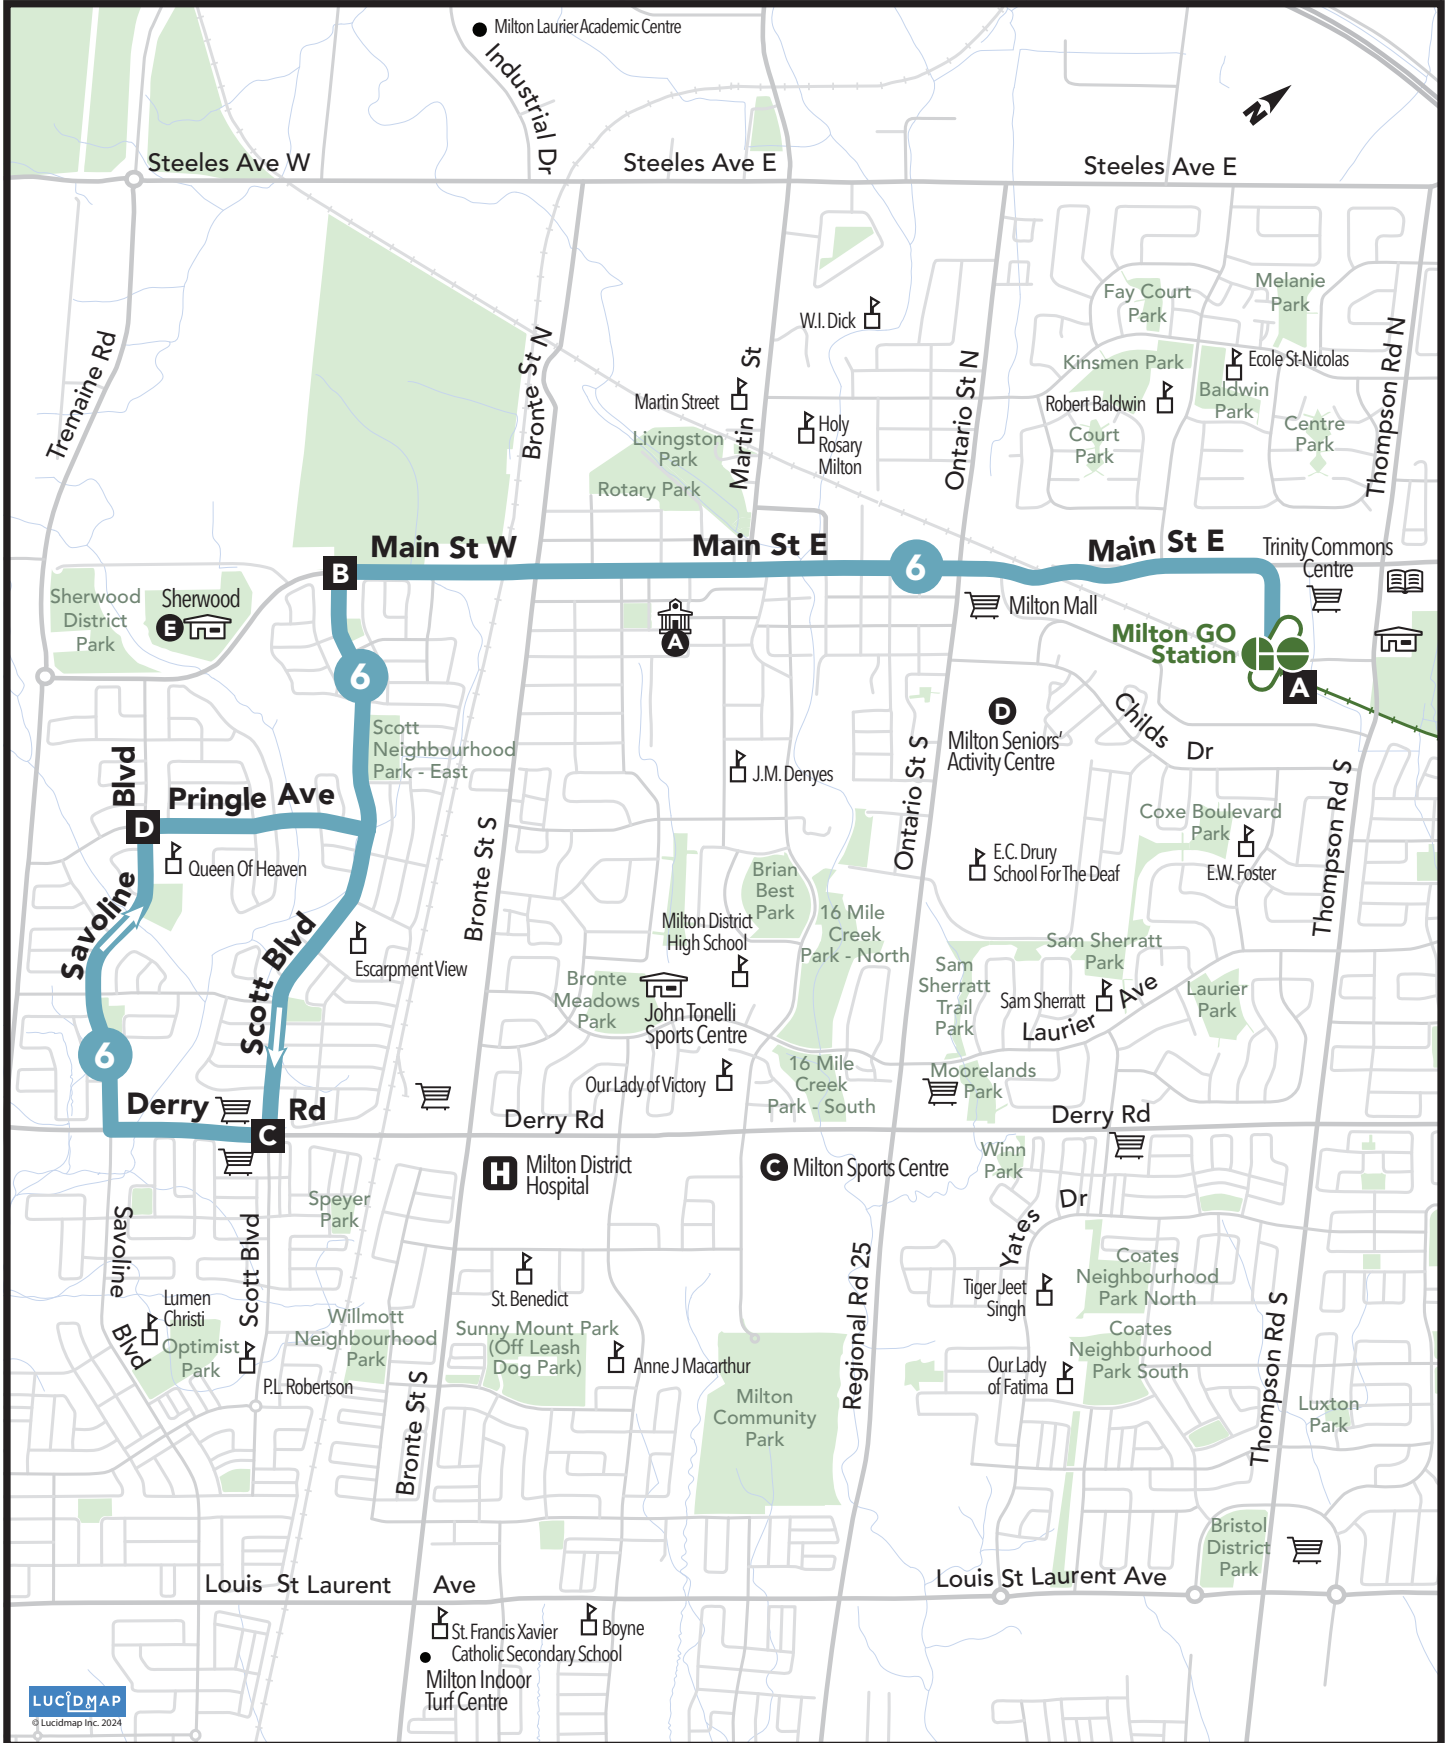 Milton Laurier Academic Centre
Industrial Dr
N
Steeles Ave W
Steeles Ave E
Steeles Ave E
Fay Court
Park
Melanie
Park
W.I. Dick
Tremaine Rd
Bronte St N
Martin St
Ontario St N
Thompson Rd N
Kinsmen Park
Ecole St-Nicolas
Baldwin
Park
Robert Baldwin
Martin Street
Holy
Rosary
Milton
Livingston
Park
Rotary Park
Court
Park
Centre
Park
Main St W
Main St E
Main St E
Trinity Commons
Centre
B
6
Sherwood
District
Park
Sherwood
E
A
Milton Mall
Milton GO
Station
A
6
Scott
Neighbourhood
Park - East
D
Milton Seniors'
Activity Centre
Childs Dr
J.M. Denyes
Ontario St S
Thompson Rd S
Blvd
Pringle Ave
D
Queen Of Heaven
Savoline
Bronte St S
Coxe Boulevard
Park
E.W. Foster
E.C. Drury
School For The Deaf
Brian
Best
Park
16 Mile
Creek
Park - North
Milton District
High School
Scott Blvd
Escarpment View
Sam Sherratt
Park
Sam
Sherratt
Trail
Park
Sam Sherratt
Laurier Ave
Laurier
Park
Bronte
Meadows
Park
John Tonelli
Sports Centre
6
Our Lady of Victory
16 Mile
Creek
Park - South
Moorelands
Park
Derry Rd
C
Derry Rd
Derry Rd
H
Milton District
Hospital
C
Milton Sports Centre
Winn
Park
Speyer
Park
Yates Dr
Savoline
Blvd
Scott Blvd
Regional Rd 25
Coates
Neighbourhood
Park North
Tiger Jeet
Singh
St. Benedict
Lumen
Christi
Optimist
Park
Willmott
Neighbourhood
Park
Sunny Mount Park
(Off Leash
Dog Park)
Anne J Macarthur
Coates
Neighbourhood
Park South
Our Lady
of Fatima
Thompson Rd S
P.L. Robertson
Bronte St S
Milton
Community
Park
Luxton
Park
Bristol
District
Park
Louis St Laurent Ave
Louis St Laurent Ave
St. Francis Xavier
Catholic Secondary School
Boyne
Milton Indoor
Turf Centre
LUCIDMAP
© Lucidmap Inc. 2024